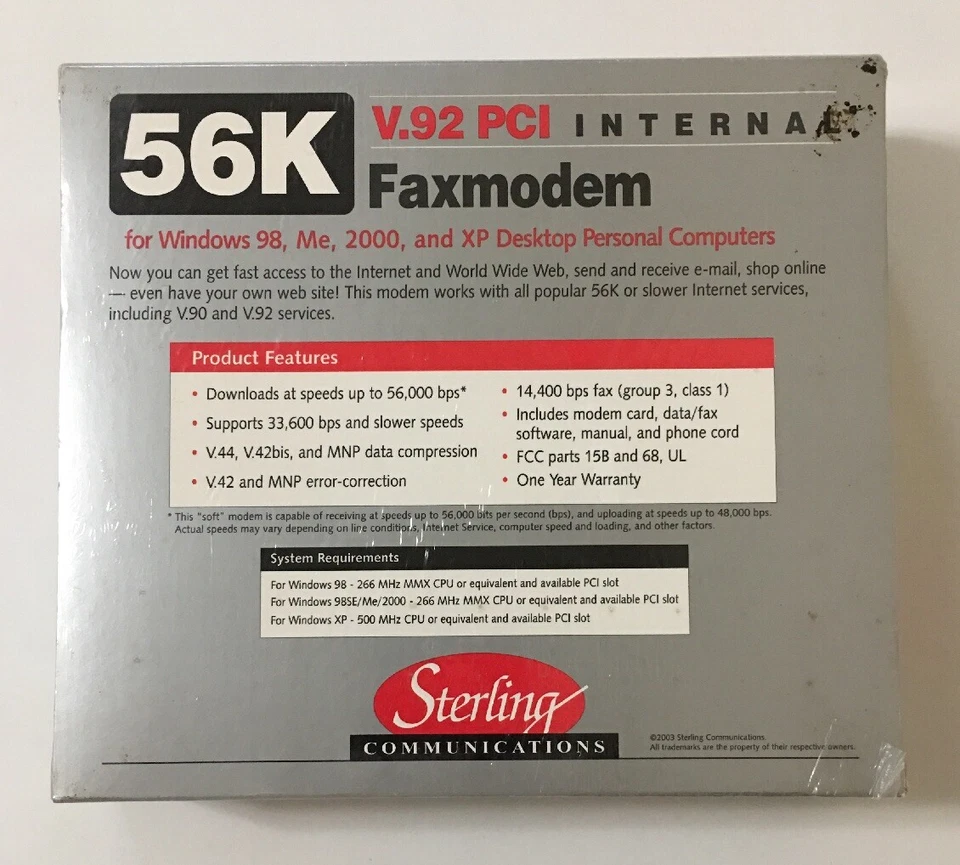 56K
V.92 PCI INTERNAL
Faxmodem
for Windows 98, Me, 2000, and XP Desktop Personal Computers
Now you can get fast access to the Internet and World Wide Web, send and receive e-mail, shop online
— even have your own web site! This modem works with all popular 56K or slower Internet services,
including V.90 and V.92 services.
Product Features
• Downloads at speeds up to 56,000 bps*
• Supports 33,600 bps and slower speeds
• V.44, V.42bis, and MNP data compression
• V.42 and MNP error-correction
• 14,400 bps fax (group 3, class 1)
• Includes modem card, data/fax
software, manual, and phone cord
• FCC parts 15B and 68, UL
• One Year Warranty
* This "soft" modem is capable of receiving at speeds up to 56,000 bits per second (bps), and uploading at speeds up to 48,000 bps.
Actual speeds may vary depending on line conditions, Internet Service, computer speed and loading, and other factors.
System Requirements
For Windows 98 - 266 MHz MMX CPU or equivalent and available PCI slot
For Windows 98SE/Me/2000 - 266 MHz MMX CPU or equivalent and available PCI slot
For Windows XP - 500 MHz CPU or equivalent and available PCI slot
Sterling
COMMUNICATIONS
©2003 Sterling Communications.
All trademarks are the property of their respective owners.